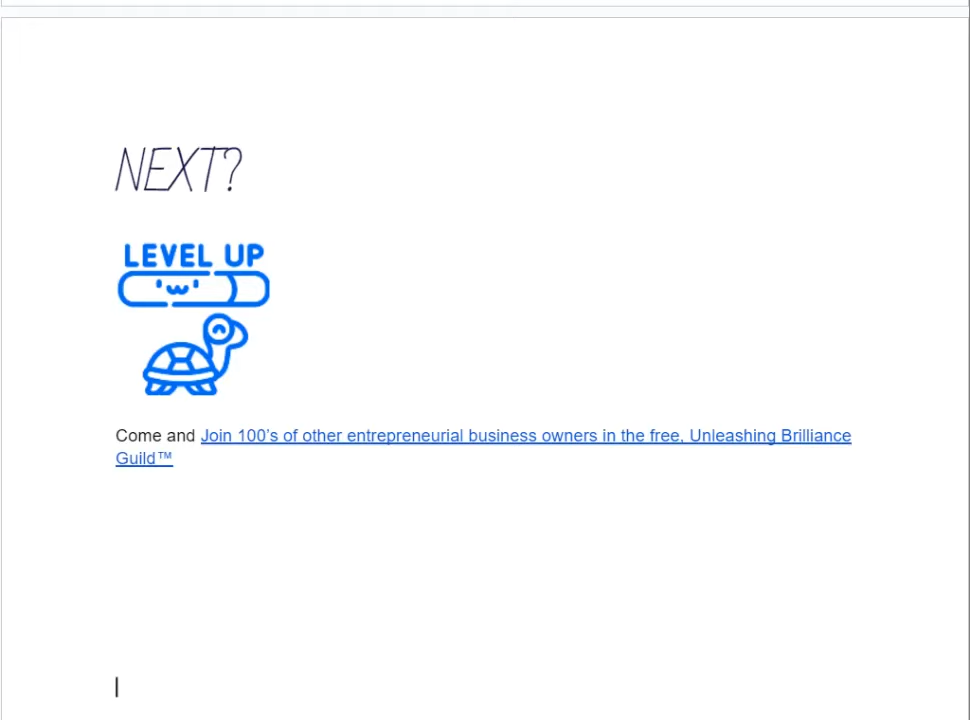 NEXT?
LEVEL UP
Come and Join 100’s of other entrepreneurial business owners in the free, Unleashing Brilliance
Guild™